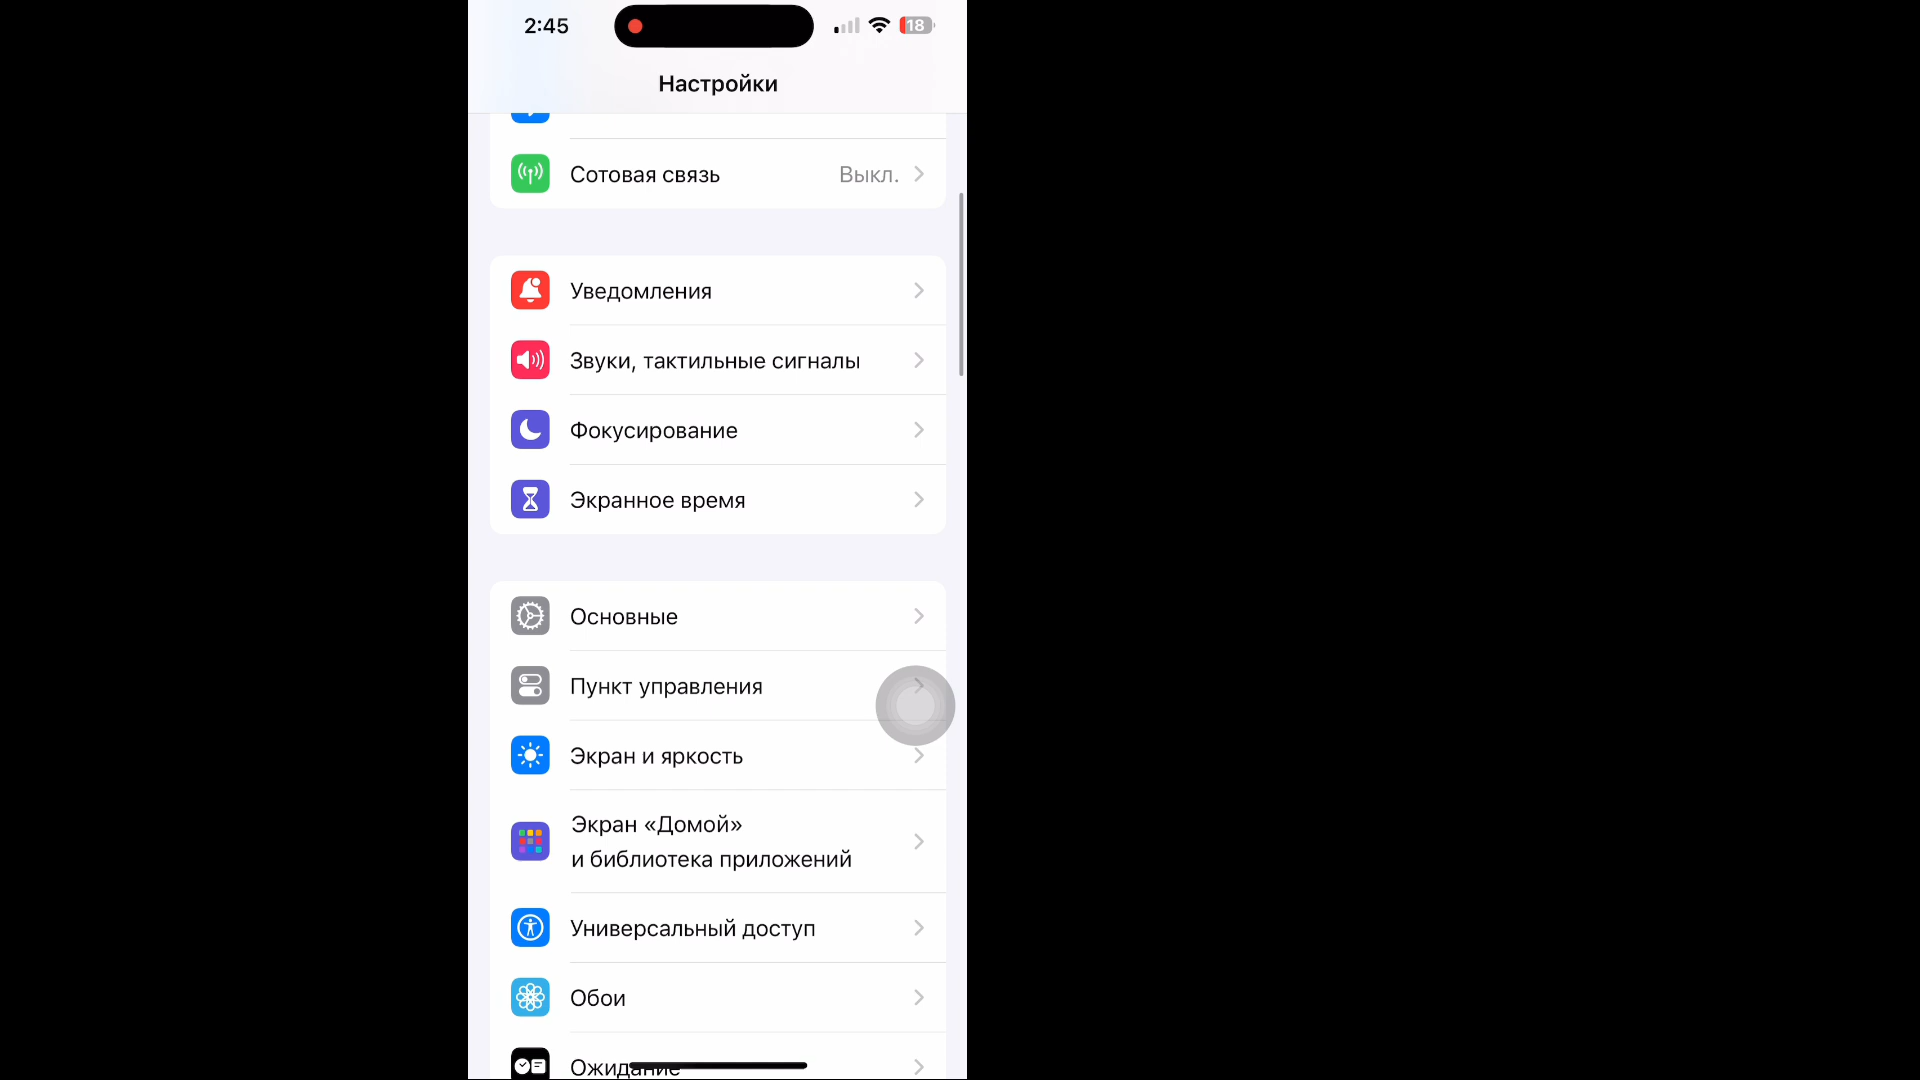 2:45
18
Настройки
Сотовая связь Выкл.
Уведомления
Звуки, тактильные сигналы
Фокусирование
Экранное время
Основные
Пункт управления
Экран и яркость
Экран «Домой»
и библиотека приложений
Универсальный доступ
Обои
Ожидание